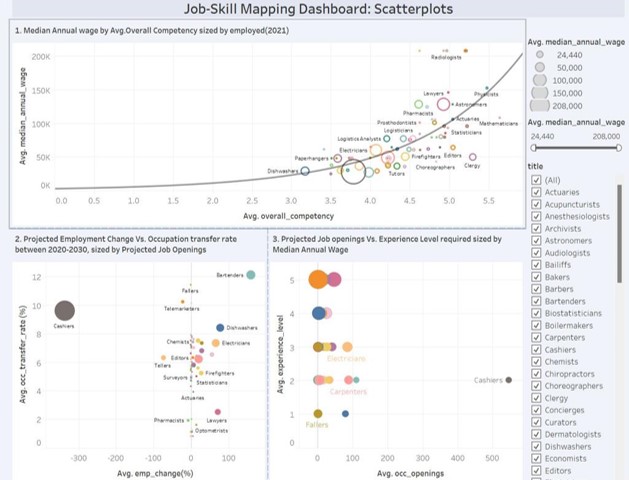 Job-Skill Mapping Dashboard: Scatterplots
1. Median Annual wage by Avg.Overall Competency sized by employed(2021)
Avg. median_annual_wage
200K
150K
100K
50K
0K
Radiologists
Lawyers
Physicists
Astronomers
Pharmacists
Actuaries
Prosthodontists
Mathematicians
Logisticians
Statisticians
Logistics Analysts
Electricians
Paperhangers
Firefighters
Editors
Clergy
Choreographers
Dishwashers
Tutors
0.0 0.5 1.0 1.5 2.0 2.5 3.0 3.5 4.0 4.5 5.0 5.5
Avg. overall_competency
2. Projected Employment Change Vs. Occupation transfer rate
between 2020-2030, sized by Projected Job Openings
Avg. occ_transfer_rate (%)
12
10
8
6
4
2
0
Bartenders
Fallers
Telemarketers
Cashiers
Dishwashers
Chemists
Electricians
Editors
Tellers
Firefighters
Surveyors
Statisticians
Actuaries
Pharmacists
Lawyers
Optometrists
-300 -200 -100 0 100
Avg. emp_change(%)
3. Projected Job openings Vs. Experience Level required sized by
Median Annual Wage
Avg. experience_level
5
4
3
2
1
0
Electricians
Cashiers
Carpenters
Fallers
0 100 200 300 400 500
Avg. occ_openings
Avg. median_annual_wage
24,440
50,000
100,000
150,000
208,000
Avg. median_annual_wage
24,440 208,000
title
(All)
Actuaries
Acupuncturists
Anesthesiologists
Archivists
Astronomers
Audiologists
Bailiffs
Bakers
Barbers
Bartenders
Biostatisticians
Boilermakers
Carpenters
Cashiers
Chemists
Chiropractors
Choreographers
Clergy
Concierges
Curators
Dermatologists
Dishwashers
Economists
Editors